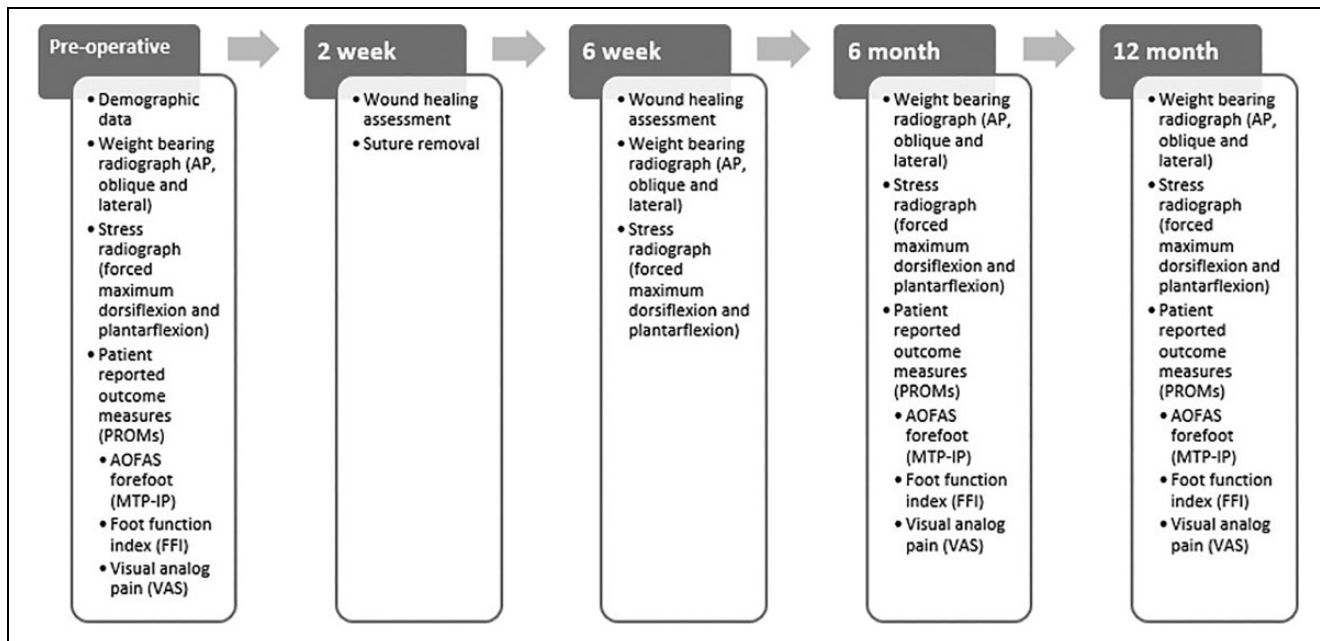 Pre-operative
• Demographic
data
• Weight bearing
radiograph (AP,
oblique and
lateral)
• Stress
radiograph
(forced
maximum
dorsiflexion and
plantarflexion)
• Patient
reported
outcome
measures
(PROMs)
• AOFAS
forefoot
(MTP-IP)
• Foot function
index (FFI)
• Visual analog
pain (VAS)
2 week
• Wound healing
assessment
• Suture removal
6 week
• Wound healing
assessment
• Weight bearing
radiograph (AP,
oblique and
lateral)
• Stress
radiograph
(forced
maximum
dorsiflexion and
plantarflexion)
6 month
• Weight bearing
radiograph (AP,
oblique and
lateral)
• Stress
radiograph
(forced
maximum
dorsiflexion and
plantarflexion)
• Patient
reported
outcome
measures
(PROMs)
• AOFAS
forefoot
(MTP-IP)
• Foot function
index (FFI)
• Visual analog
pain (VAS)
12 month
• Weight bearing
radiograph (AP,
oblique and
lateral)
• Stress
radiograph
(forced
maximum
dorsiflexion and
plantarflexion)
• Patient
reported
outcome
measures
(PROMs)
• AOFAS
forefoot
(MTP-IP)
• Foot function
index (FFI)
• Visual analog
pain (VAS)